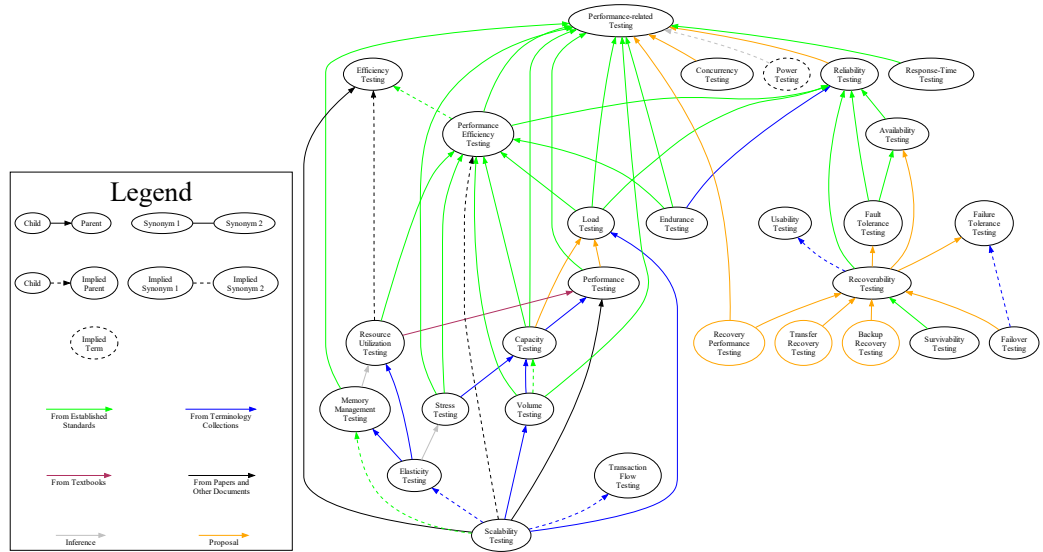 Performance-related
Testing
Efficiency
Testing
Concurrency
Testing
Power
Testing
Reliability
Testing
Response-Time
Testing
Performance
Efficiency
Testing
Availability
Testing
Legend
Child
Parent
Synonym 1
Synonym 2
Child
Implied
Parent
Implied
Synonym 1
Implied
Synonym 2
Implied
Term
From Established
Standards
From Terminology
Collections
From Textbooks
From Papers and
Other Documents
Inference
Proposal
Load
Testing
Endurance
Testing
Usability
Testing
Fault
Tolerance
Testing
Failure
Tolerance
Testing
Performance
Testing
Recoverability
Testing
Resource
Utilization
Testing
Capacity
Testing
Recovery
Performance
Testing
Transfer
Recovery
Testing
Backup
Recovery
Testing
Survivability
Testing
Failover
Testing
Memory
Management
Testing
Stress
Testing
Volume
Testing
Elasticity
Testing
Transaction
Flow
Testing
Scalability
Testing